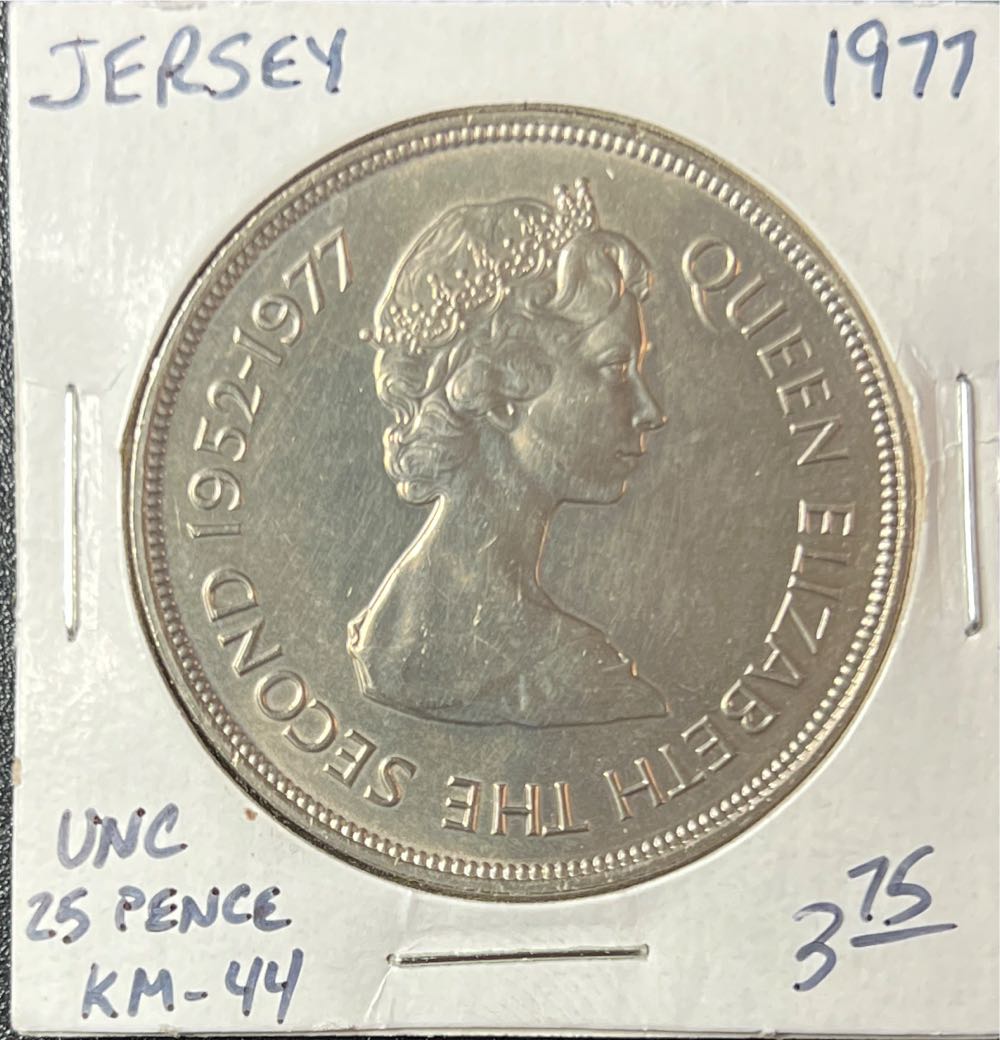 JERSEY
1977
QUEEN ELIZABETH THE SECOND 1952-1977
UNC
25 PENCE
KM-44
3 75